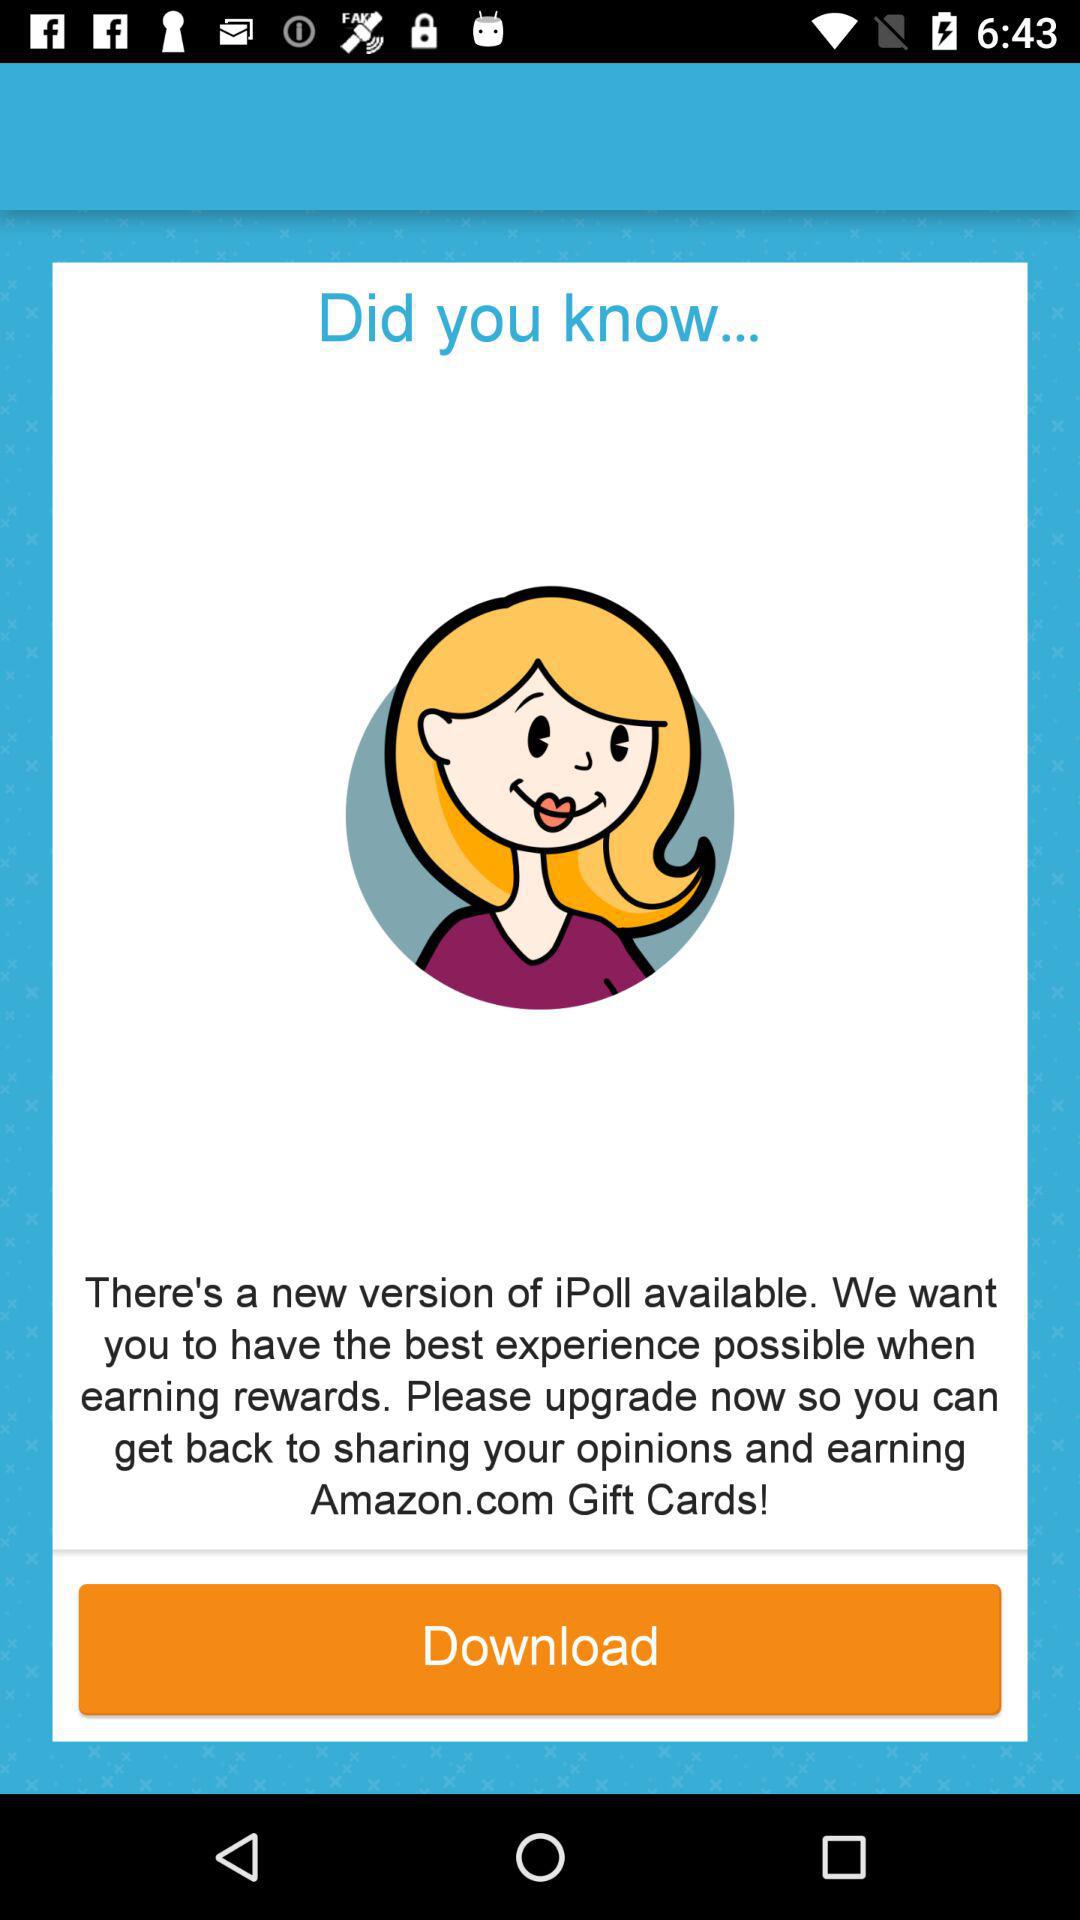 FAKE
6:43
Did you know...
There's a new version of iPoll available. We want
you to have the best experience possible when
earning rewards. Please upgrade now so you can
get back to sharing your opinions and earning
Amazon.com Gift Cards!
Download